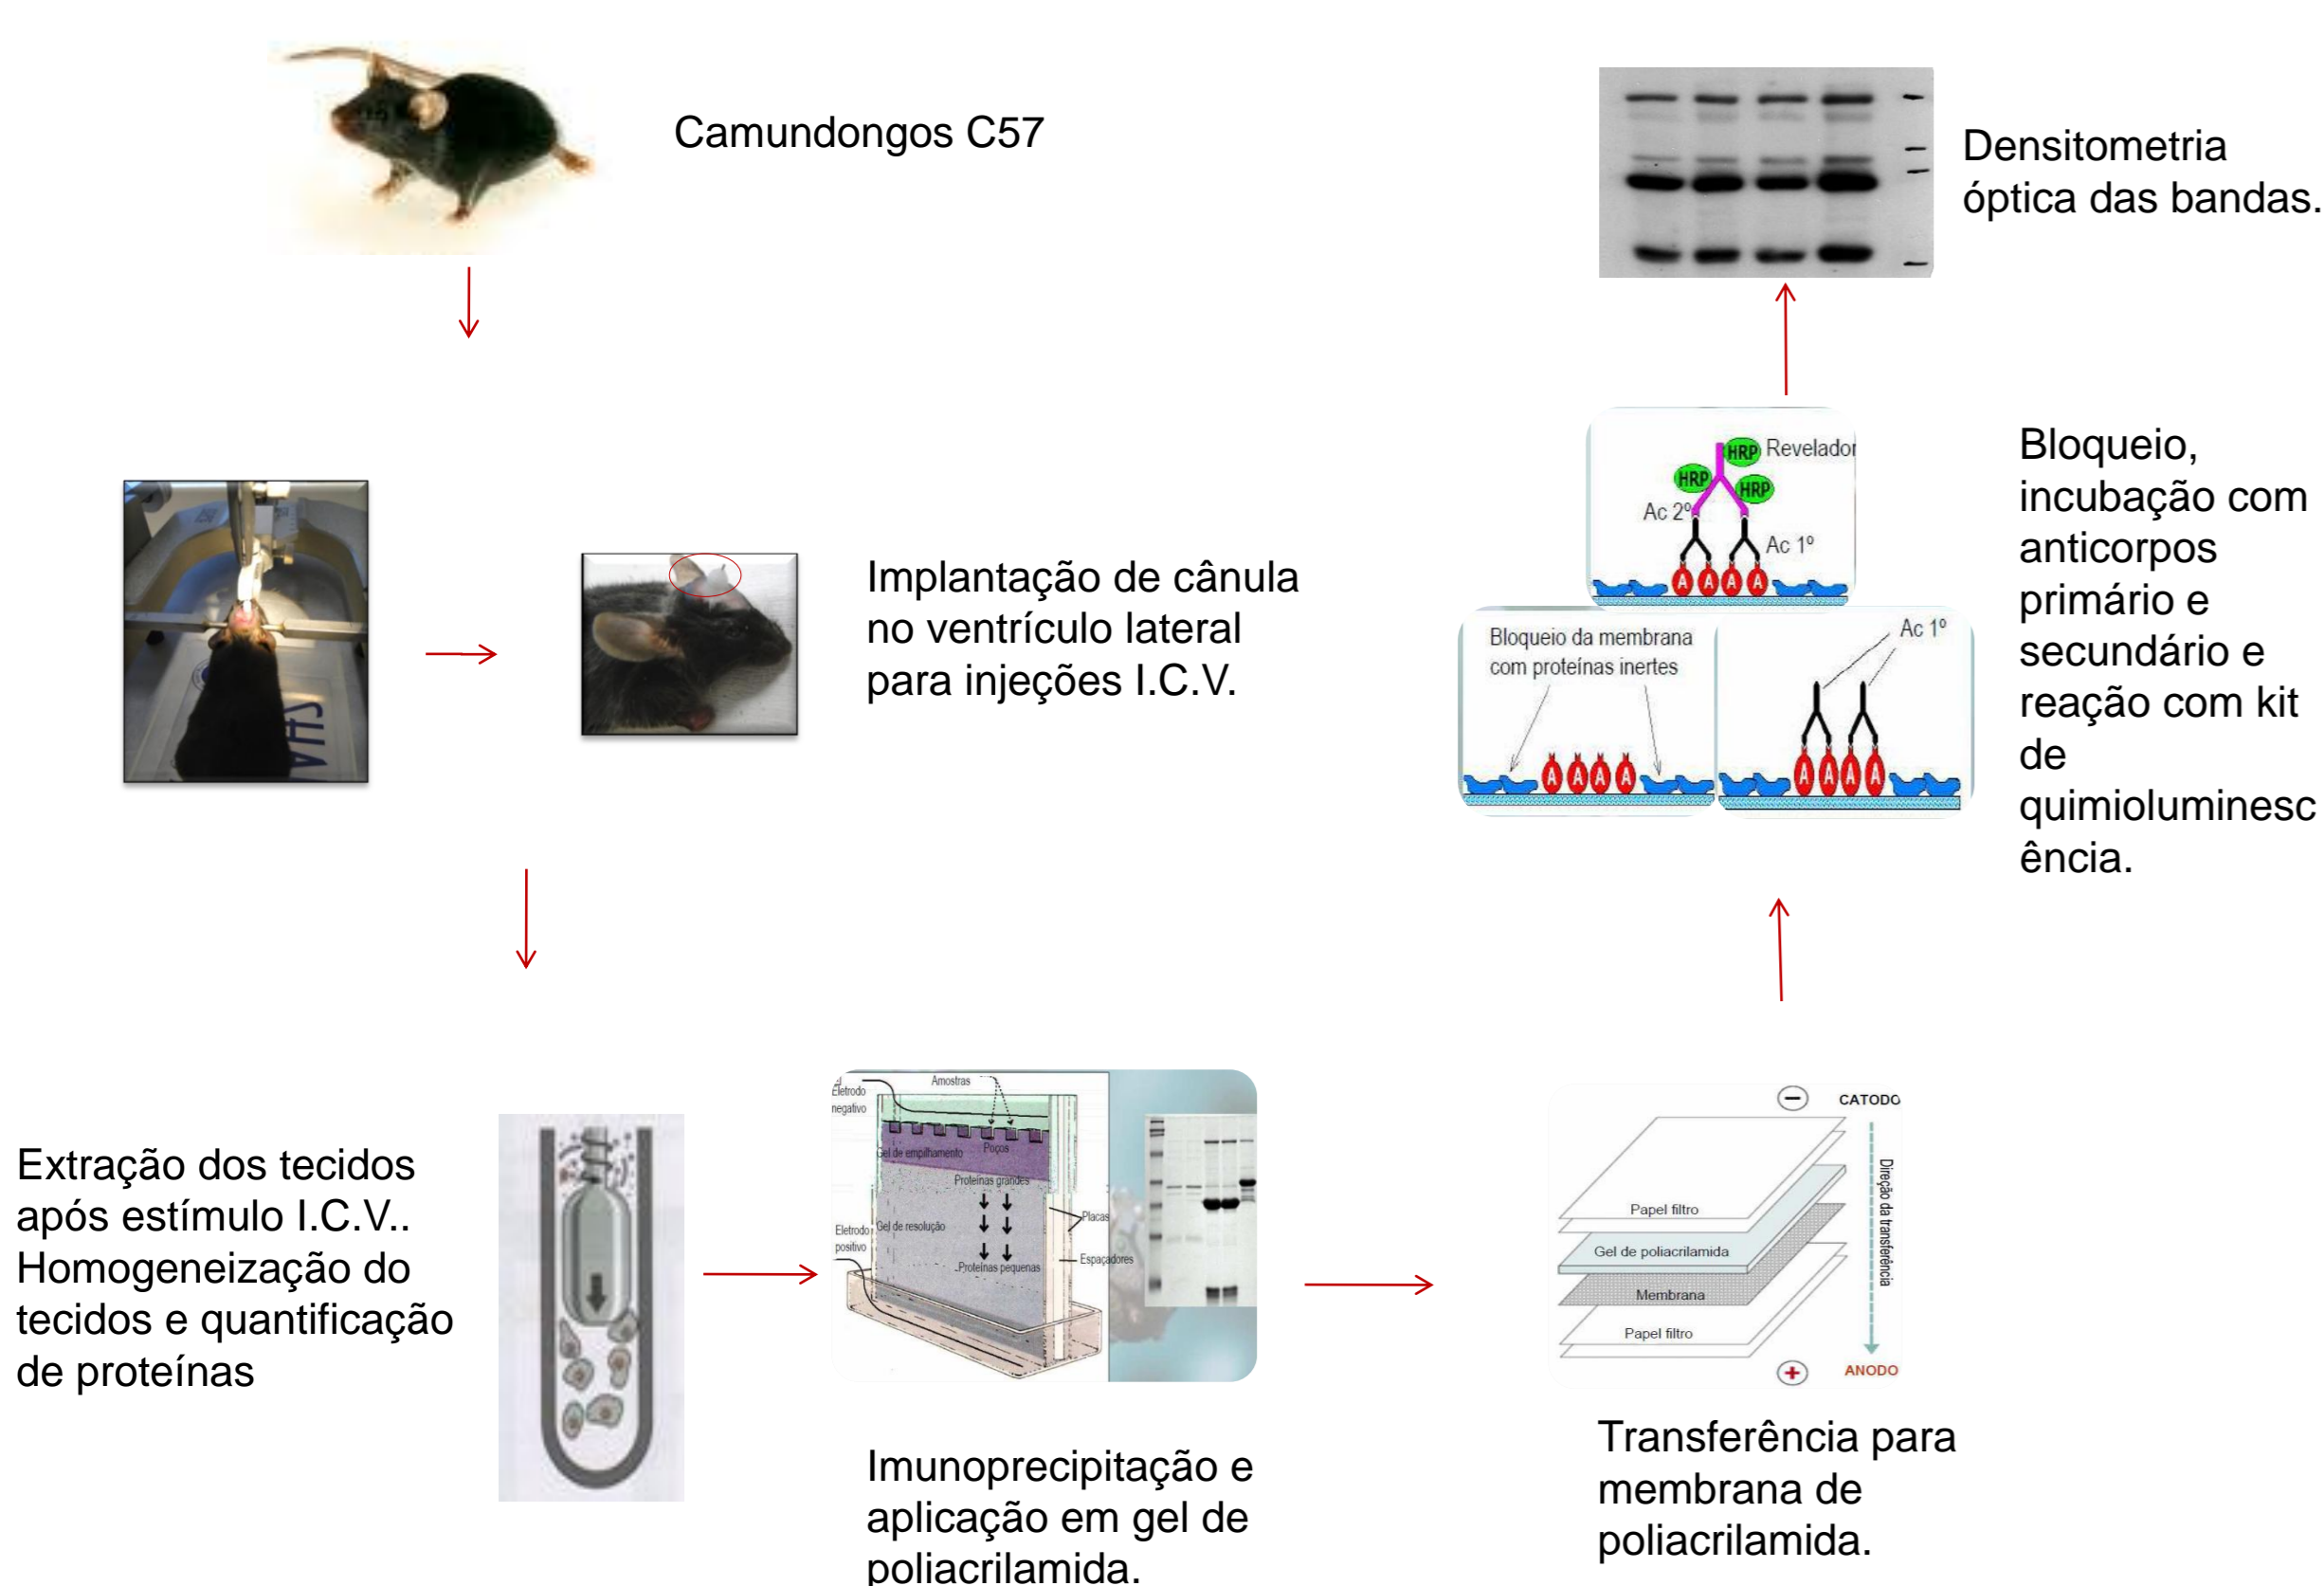 Camundongos C57
Implantação de cânula
no ventrículo lateral
para injeções I.C.V.
Extração dos tecidos
após estímulo I.C.V..
Homogeneização do
tecidos e quantificação
de proteínas
Eletrodo
negativo
Amostras
Gel de empilhamento
Poços
Proteínas grandes
Gel de resolução
Eletrodo
positivo
Placas
Espaçadores
Proteínas pequenas
Imunoprecipitação e
aplicação em gel de
poliacrilamida.
CATODO
Papel filtro
Gel de poliacrilamida
Membrana
Papel filtro
Direção da transferência
ANODO
Transferência para
membrana de
poliacrilamida.
Bloqueio da membrana
com proteínas inertes
A A A A
Ac 1º
A A A A
HRP Revelador
HRP
HRP
Ac 2º
Ac 1º
A A A A
Bloqueio,
incubação com
anticorpos
primário e
secundário e
reação com kit
de
quimioluminesc
ência.
Densitometria
óptica das bandas.